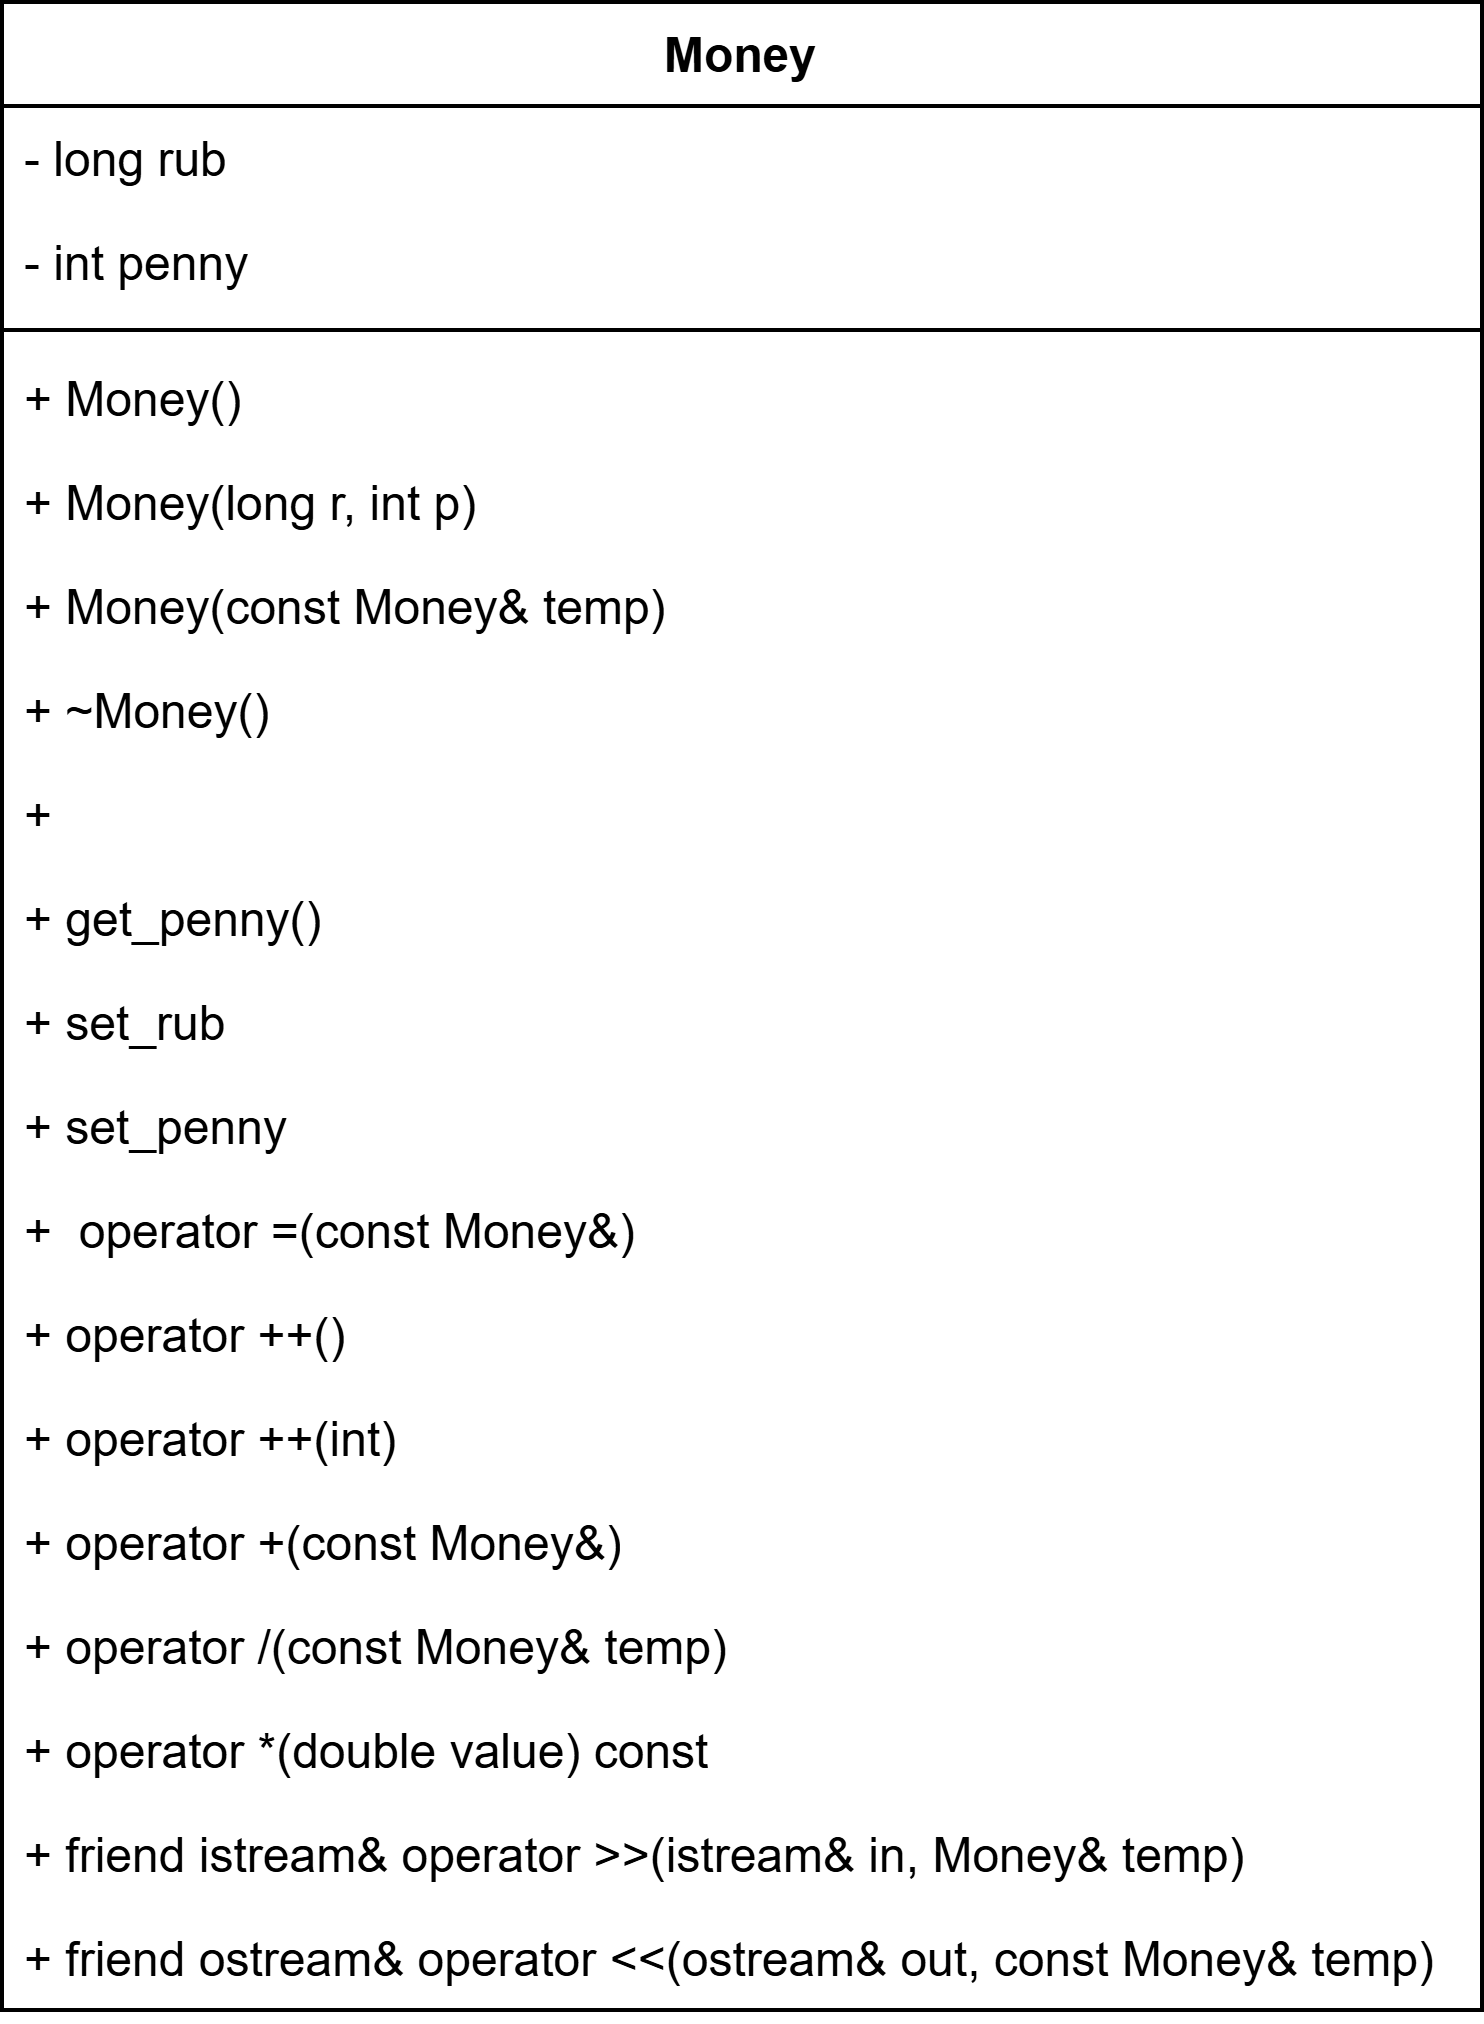 Money
- long rub
- int penny
+ Money()
+ Money(long r, int p)
+ Money(const Money& temp)
+ ~Money()
+
+ get_penny()
+ set_rub
+ set_penny
+  operator =(const Money&)
+ operator ++()
+ operator ++(int)
+ operator +(const Money&)
+ operator /(const Money& temp)
+ operator *(double value) const
+ friend istream& operator >>(istream& in, Money& temp)
+ friend ostream& operator <<(ostream& out, const Money& temp)